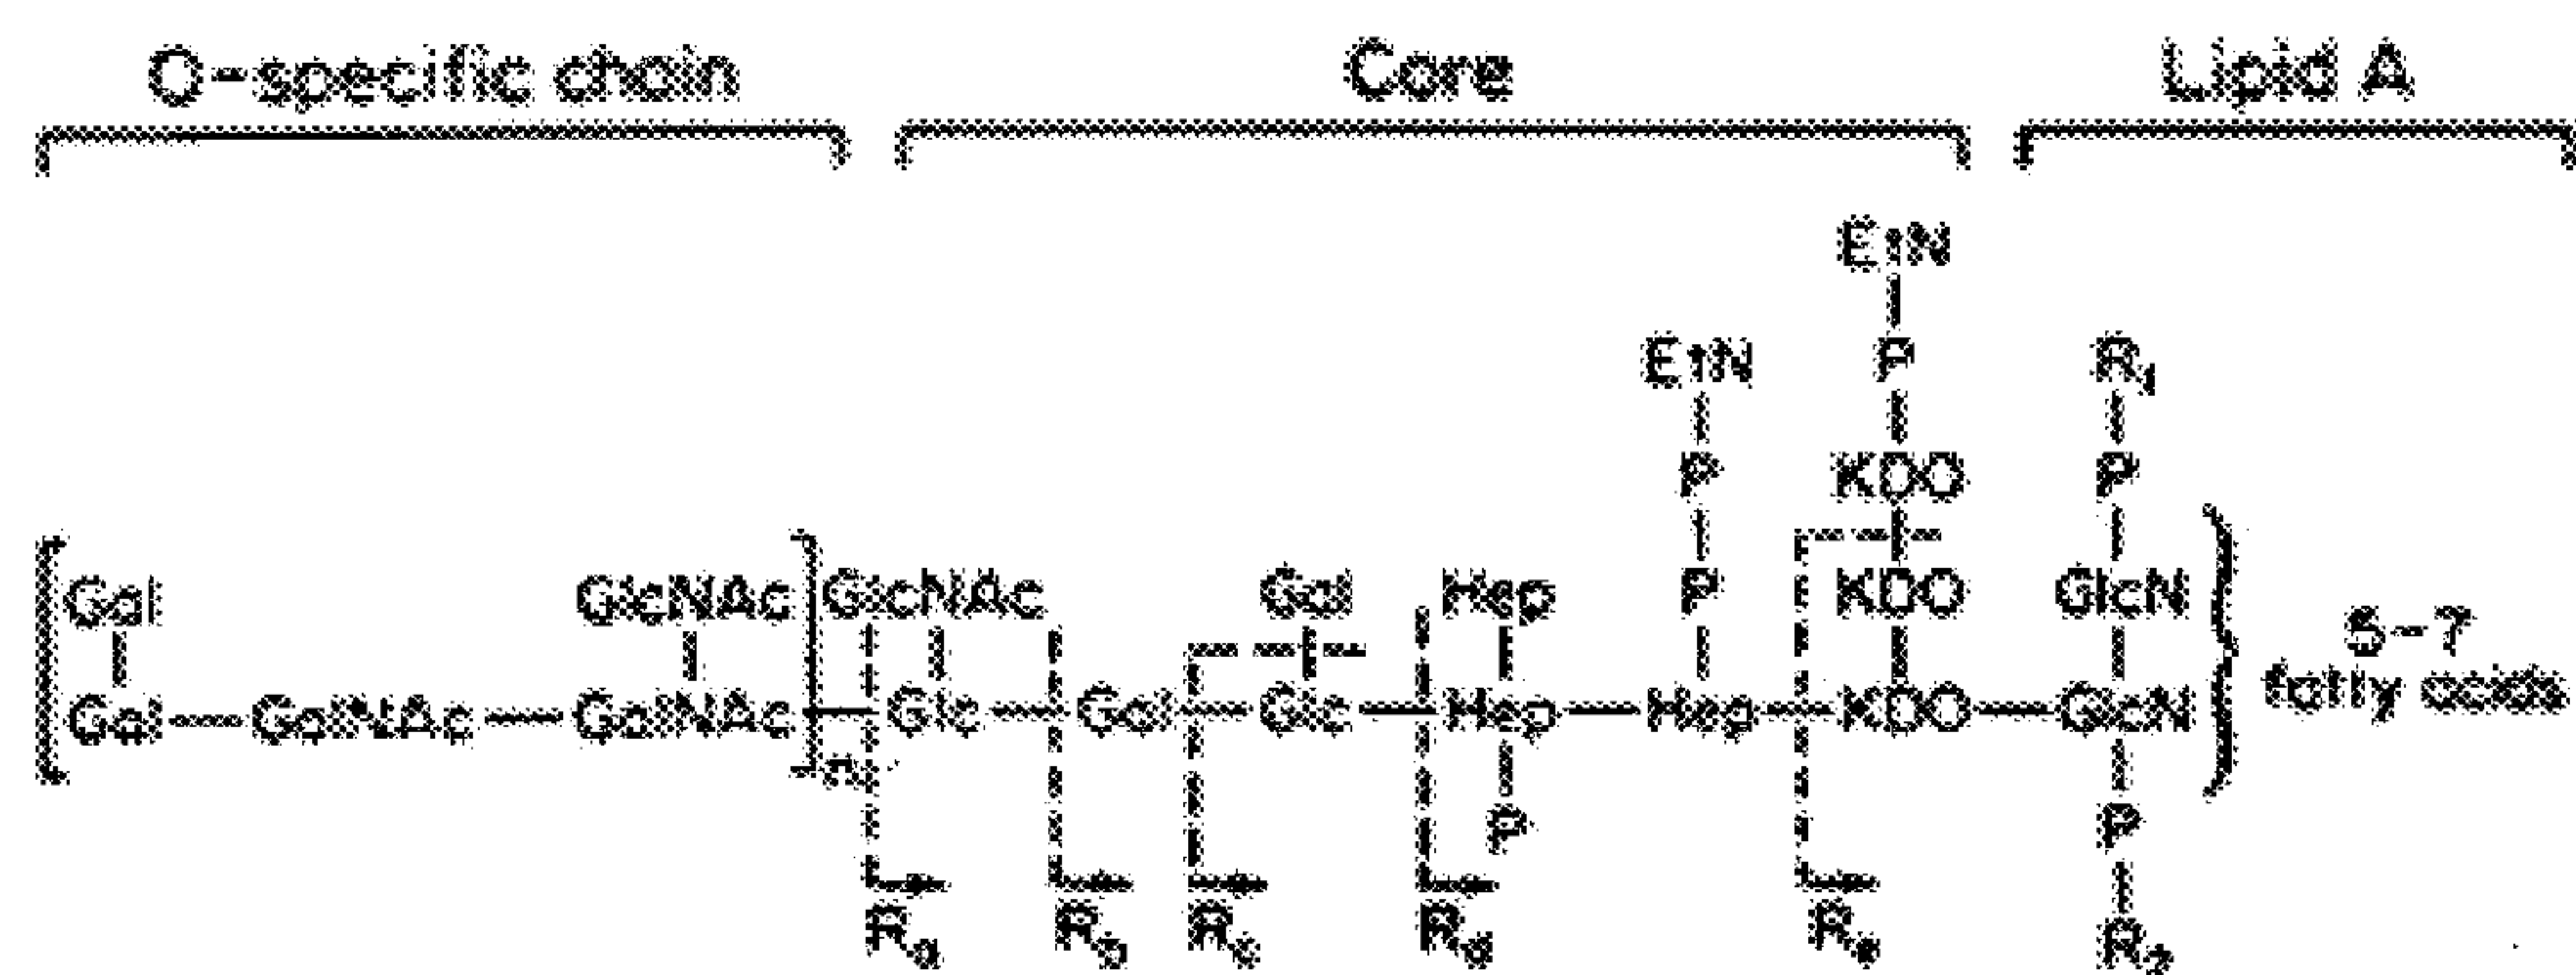 O-specific chain Core Lipid A
EtN
EtN P R1
P KDO P
Gal GlcNAc GlcNAc Gal Hep P KDO GlcN
5-7
fatty acids
Gal GalNAc GalNAc Glc Gal Glc Hep Hep KDO GlcN
n
P P
Ra Rb Rc Rd Re R2